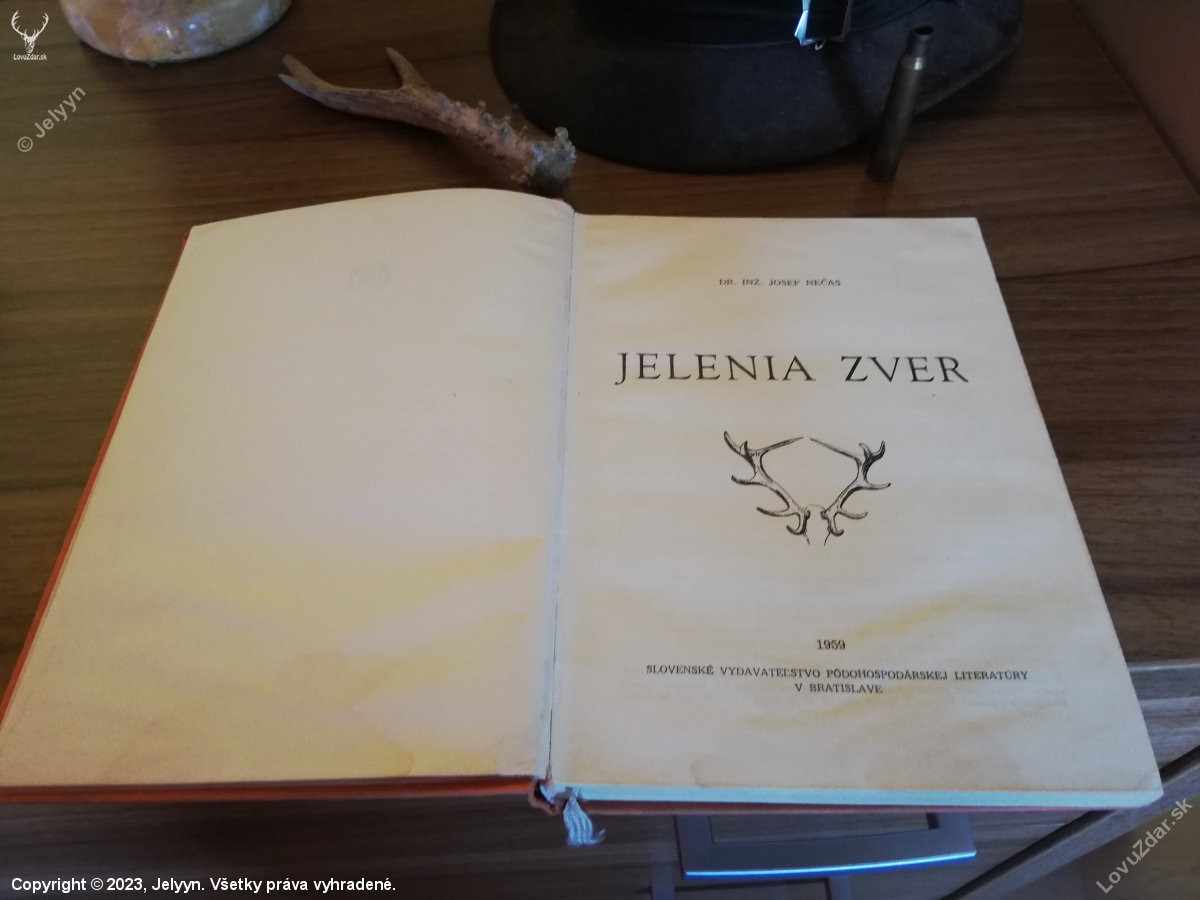 LovuZdar.sk
© Jelyyn
DR. INŽ. JOSEF NEČAS
JELENIA ZVER
1959
SLOVENSKÉ VYDAVATEĽSTVO PÔDOHOSPODÁRSKEJ LITERATÚRY
V BRATISLAVE
LovuZdar.sk
Copyright © 2023, Jelyyn. Všetky práva vyhradené.